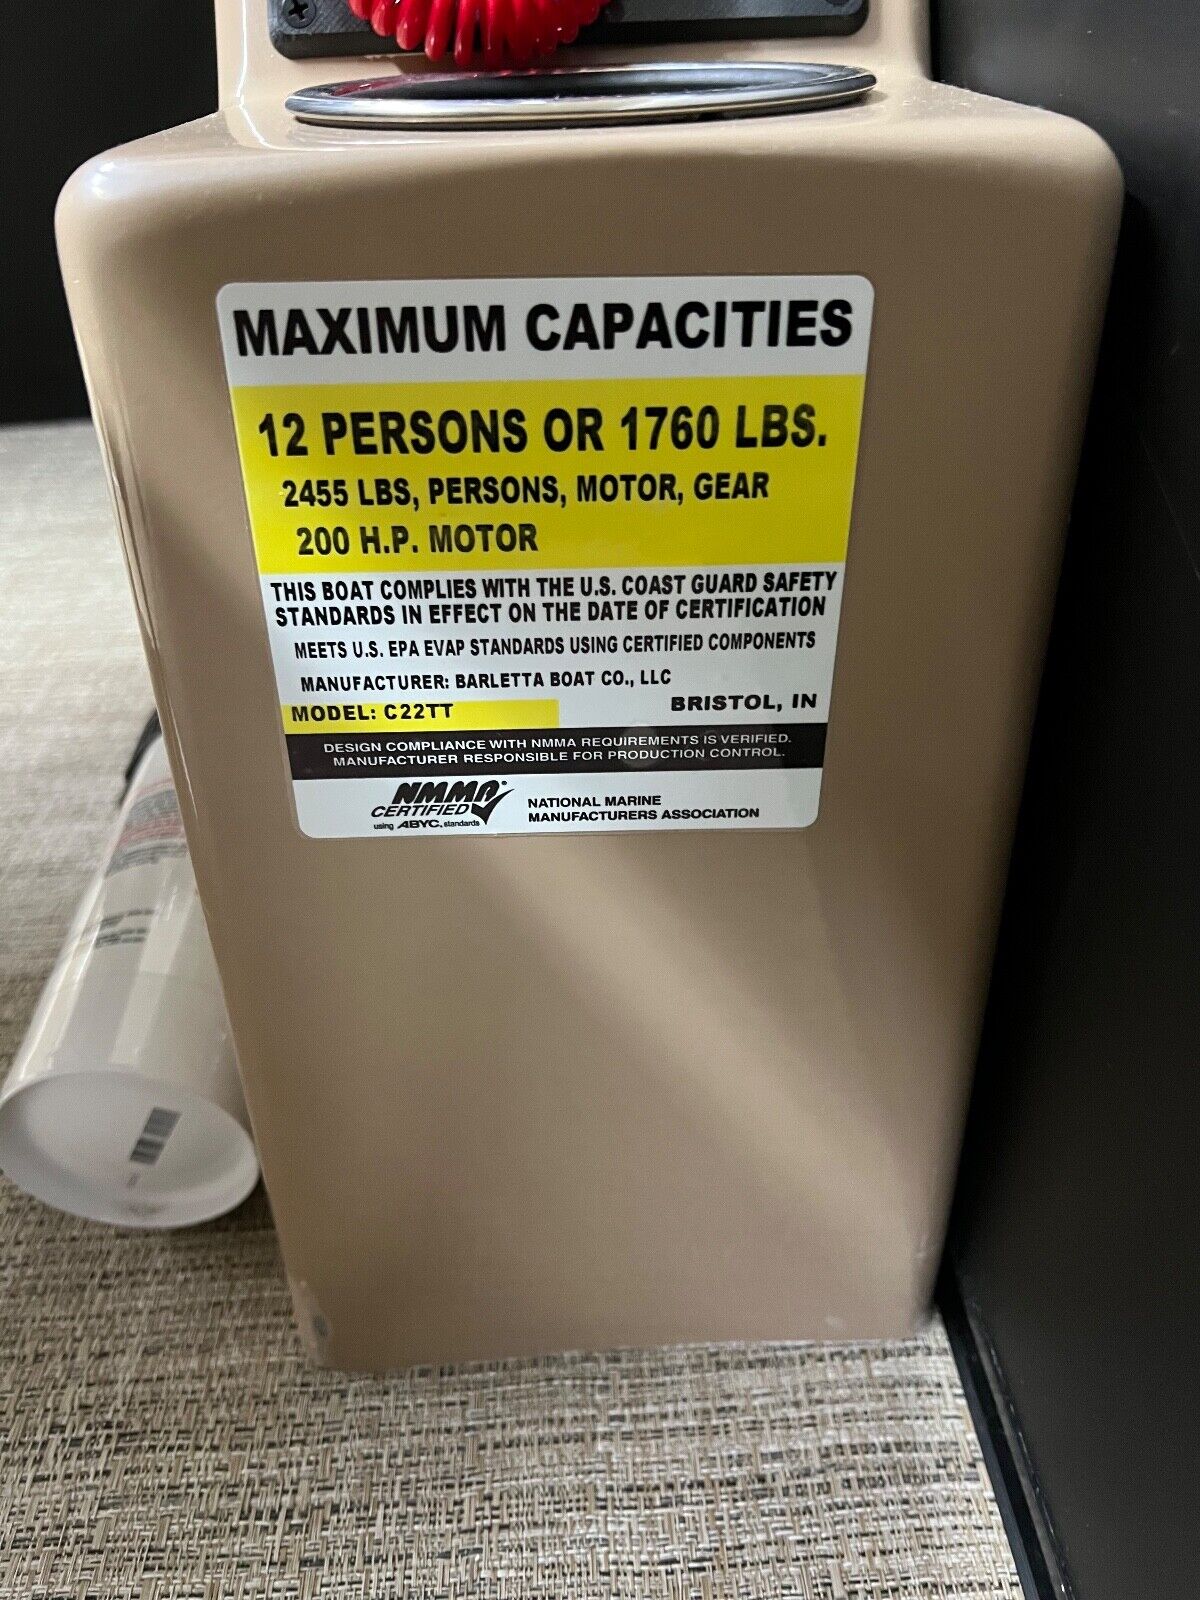 MAXIMUM CAPACITIES
12 PERSONS OR 1760 LBS.
2455 LBS, PERSONS, MOTOR, GEAR
200 H.P. MOTOR
THIS BOAT COMPLIES WITH THE U.S. COAST GUARD SAFETY
STANDARDS IN EFFECT ON THE DATE OF CERTIFICATION
MEETS U.S. EPA EVAP STANDARDS USING CERTIFIED COMPONENTS
MANUFACTURER: BARLETTA BOAT CO., LLC
MODEL: C22TT BRISTOL, IN
DESIGN COMPLIANCE WITH NMMA REQUIREMENTS IS VERIFIED.
MANUFACTURER RESPONSIBLE FOR PRODUCTION CONTROL.
NMMA®
CERTIFIED
using ABYC. standards
NATIONAL MARINE
MANUFACTURERS ASSOCIATION